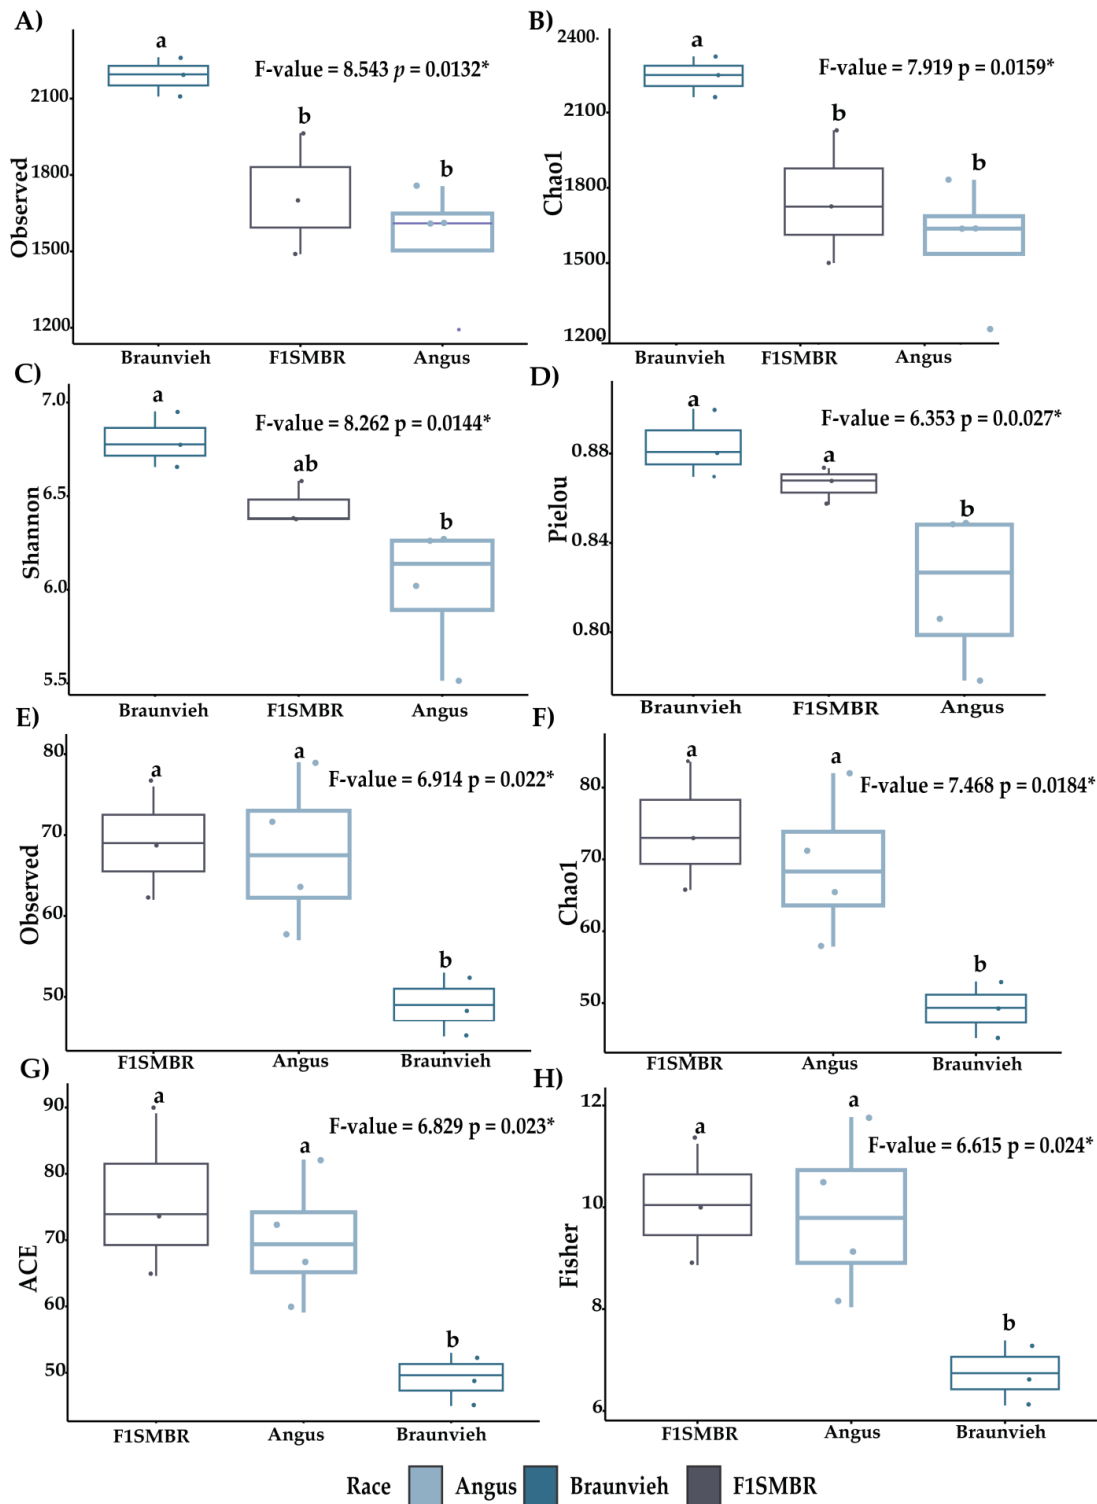 A)
a
F-value = 8.543 p = 0.0132*
b
b
2100
1800
1500
1200
Observed
Braunvieh F1SMBR Angus
B)
a
F-value = 7.919 p = 0.0159*
b
b
2400
2100
1800
1500
1200
Chao1
Braunvieh F1SMBR Angus
C)
a
F-value = 8.262 p = 0.0144*
ab
b
7.0
6.5
6.0
5.5
Shannon
Braunvieh F1SMBR Angus
D)
a
F-value = 6.353 p = 0.0.027*
a
b
0.88
0.84
0.80
Pielou
Braunvieh F1SMBR Angus
E)
a
a
F-value = 6.914 p = 0.022*
b
80
70
60
50
Observed
F1SMBR Angus Braunvieh
F)
a
a
F-value = 7.468 p = 0.0184*
b
80
70
60
50
Chao1
F1SMBR Angus Braunvieh
G)
a
F-value = 6.829 p = 0.023*
a
b
90
80
70
60
50
ACE
F1SMBR Angus Braunvieh
H)
a
a
F-value = 6.615 p = 0.024*
b
12
10
8
6
Fisher
F1SMBR Angus Braunvieh
Race Angus Braunvieh F1SMBR